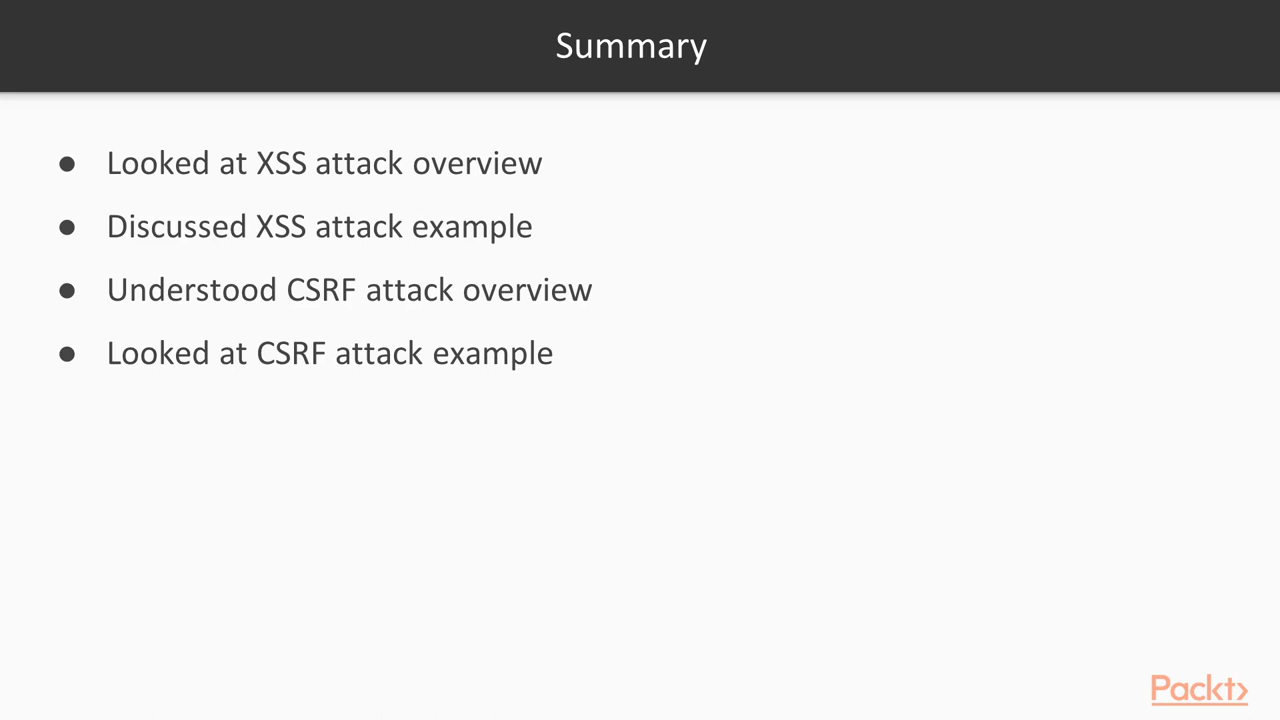 Summary
● Looked at XSS attack overview
● Discussed XSS attack example
● Understood CSRF attack overview
● Looked at CSRF attack example
Packt>